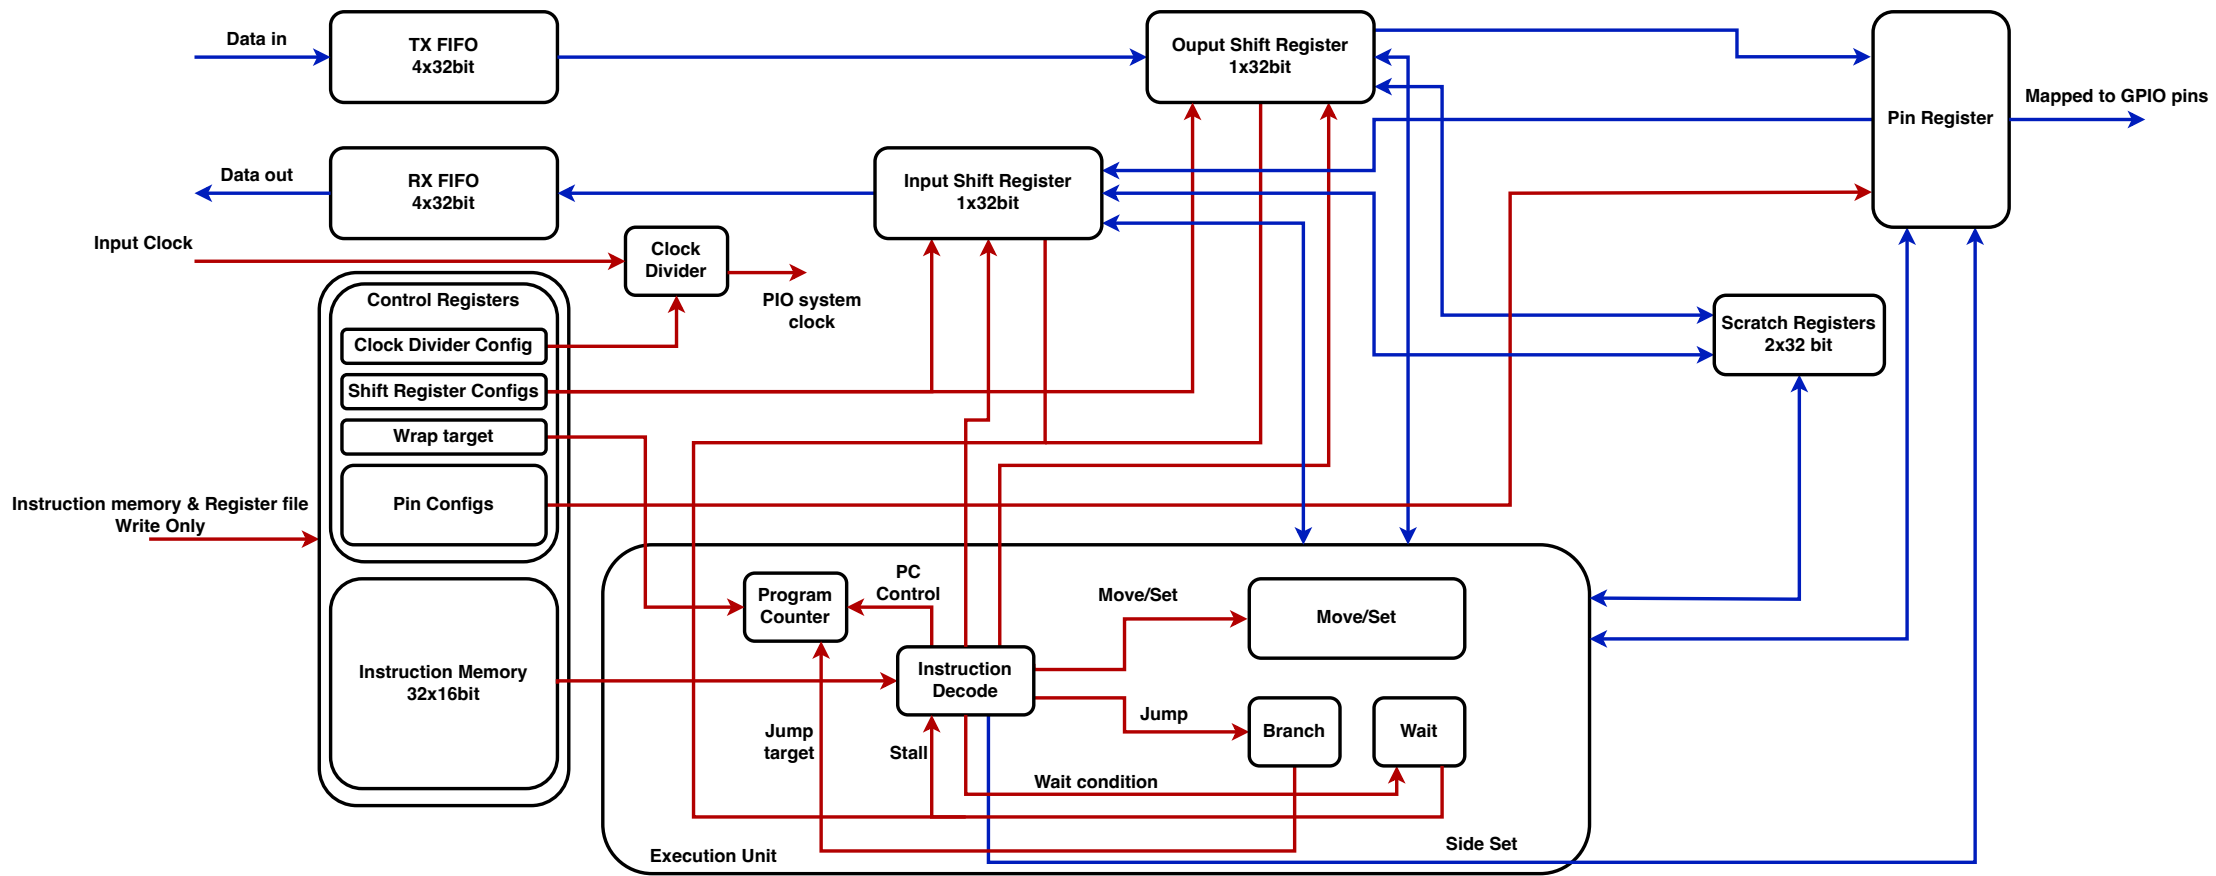 Data in
TX FIFO
4x32bit
Ouput Shift Register
1x32bit
Pin Register
Mapped to GPIO pins
Data out
RX FIFO
4x32bit
Input Shift Register
1x32bit
Input Clock
Clock
Divider
PIO system
clock
Control Registers
Clock Divider Config
Shift Register Configs
Wrap target
Pin Configs
Scratch Registers
2x32 bit
Instruction memory & Register file
Write Only
Instruction Memory
32x16bit
Program
Counter
PC
Control
Instruction
Decode
Move/Set
Move/Set
Jump
Branch
Wait
Jump
target
Stall
Wait condition
Execution Unit
Side Set